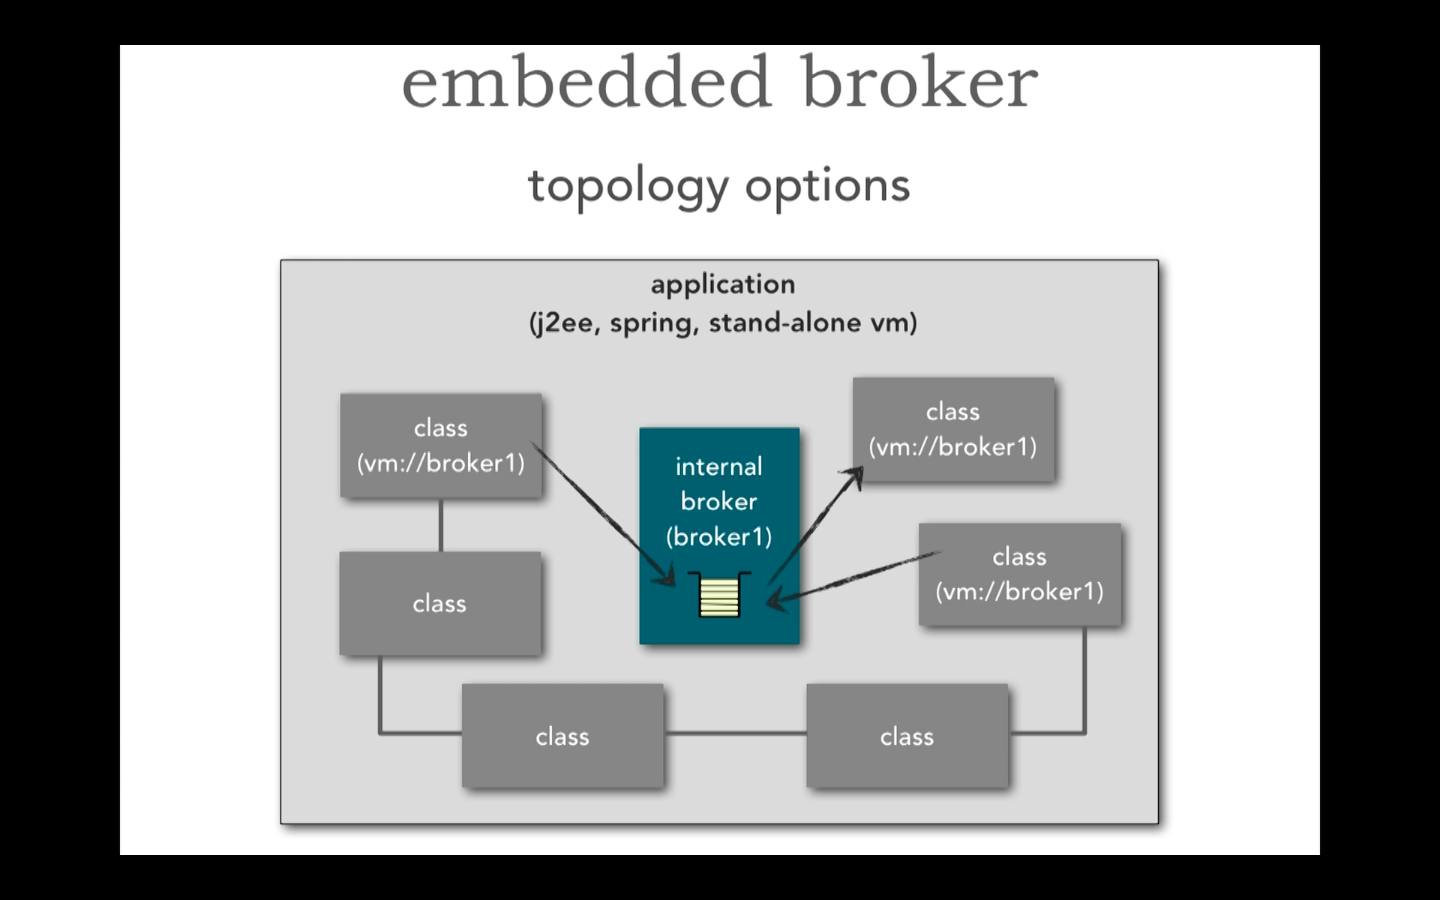 embedded broker
topology options
application
(j2ee, spring, stand-alone vm)
class
(vm://broker1)
internal
broker
(broker1)
class
(vm://broker1)
class
(vm://broker1)
class
class
class